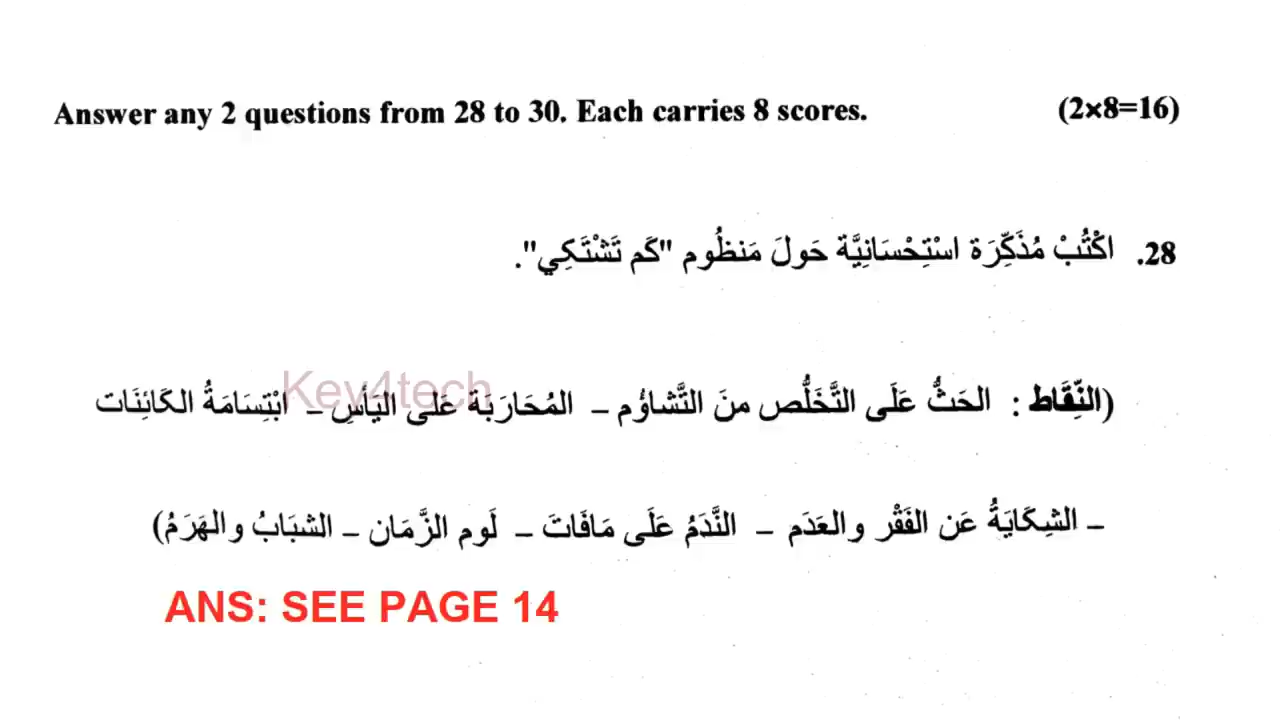 Answer any 2 questions from 28 to 30. Each carries 8 scores. (2×8=16)
28. اكْتُبْ مُذَكِّرَة اسْتِحْسَانِيَّة حَولَ مَنظُوم "كَم تَشْتَكِي".
(النِّقَاط : الحَثُّ عَلَى التَّخَلُّص مِنَ التَّشاؤُم – المُحَارَبَة عَلى اليَأسِ – ابْتِسَامَةُ الكَائِنَات
Key4tech
– الشِكَايَةُ عَن الفَقْر والعَدَم – النَّدَمُ عَلَى مَافَاتَ – لَوم الزَّمَان – الشبَابُ والهَرَمُ)
ANS: SEE PAGE 14